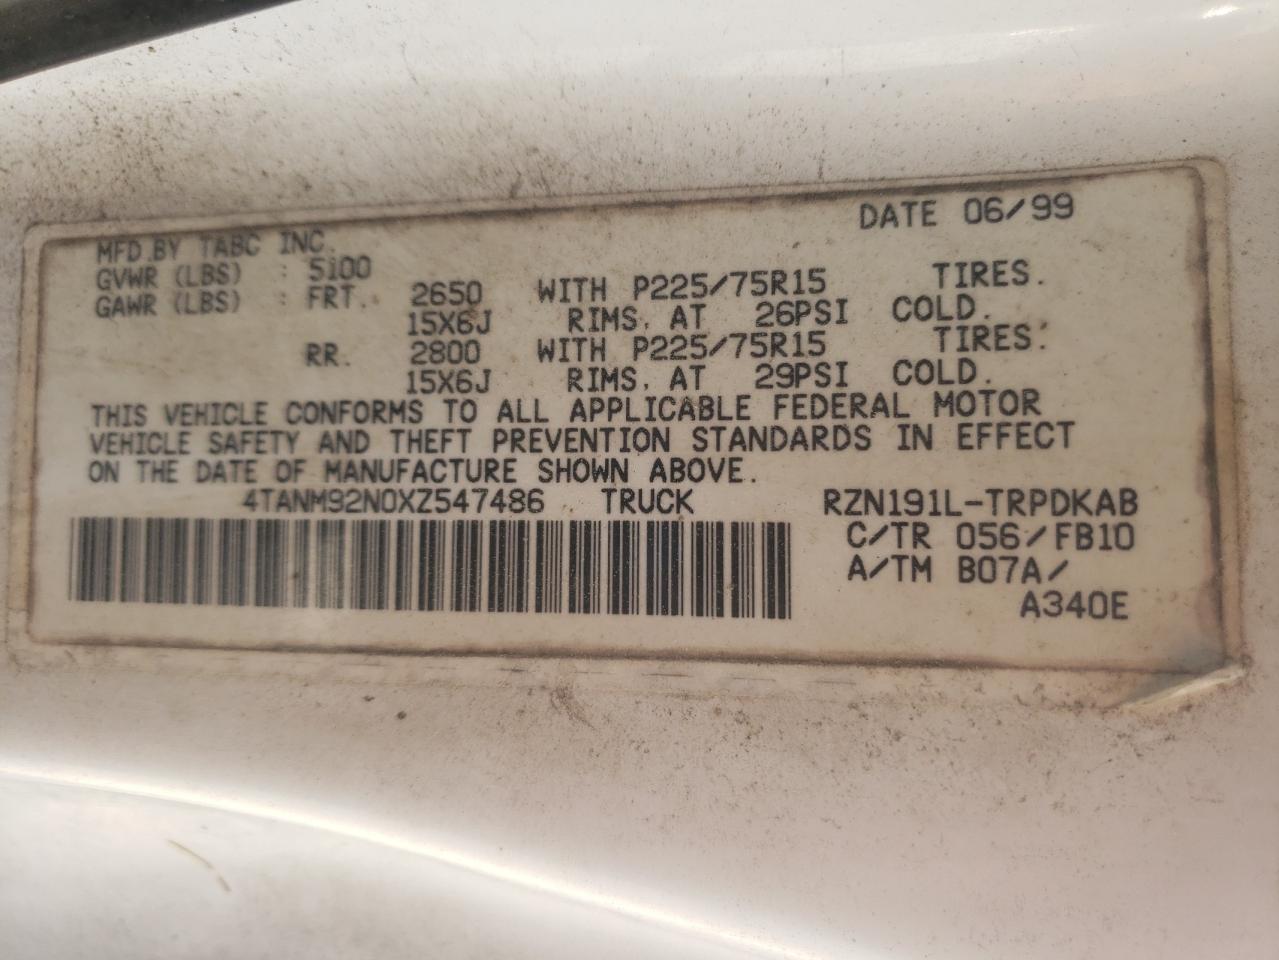 DATE 06/99
MFD.BY TABC INC.
GVWR (LBS) : 5100
GAWR (LBS) : FRT. 2650 WITH P225/75R15 TIRES.
15X6J RIMS. AT 26PSI COLD.
RR. 2800 WITH P225/75R15 TIRES.
15X6J RIMS. AT 29PSI COLD.
THIS VEHICLE CONFORMS TO ALL APPLICABLE FEDERAL MOTOR
VEHICLE SAFETY AND THEFT PREVENTION STANDARDS IN EFFECT
ON THE DATE OF MANUFACTURE SHOWN ABOVE.
4TANM92N0XZ547486 TRUCK RZN191L-TRPDKAB
C/TR 056/FB10
A/TM B07A/
A340E